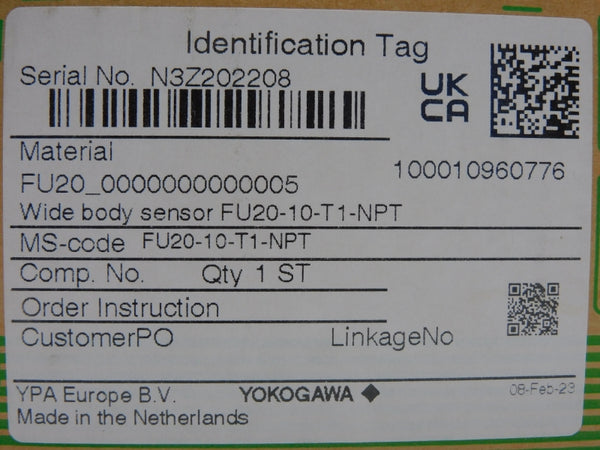 Identification Tag
Serial No. N3Z202208
UK
CA
Material
100010960776
FU20_0000000000005
Wide body sensor FU20-10-T1-NPT
MS-code FU20-10-T1-NPT
Comp. No. Qty 1 ST
Order Instruction
CustomerPO LinkageNo
YPA Europe B.V. YOKOGAWA 08-Feb-23
Made in the Netherlands